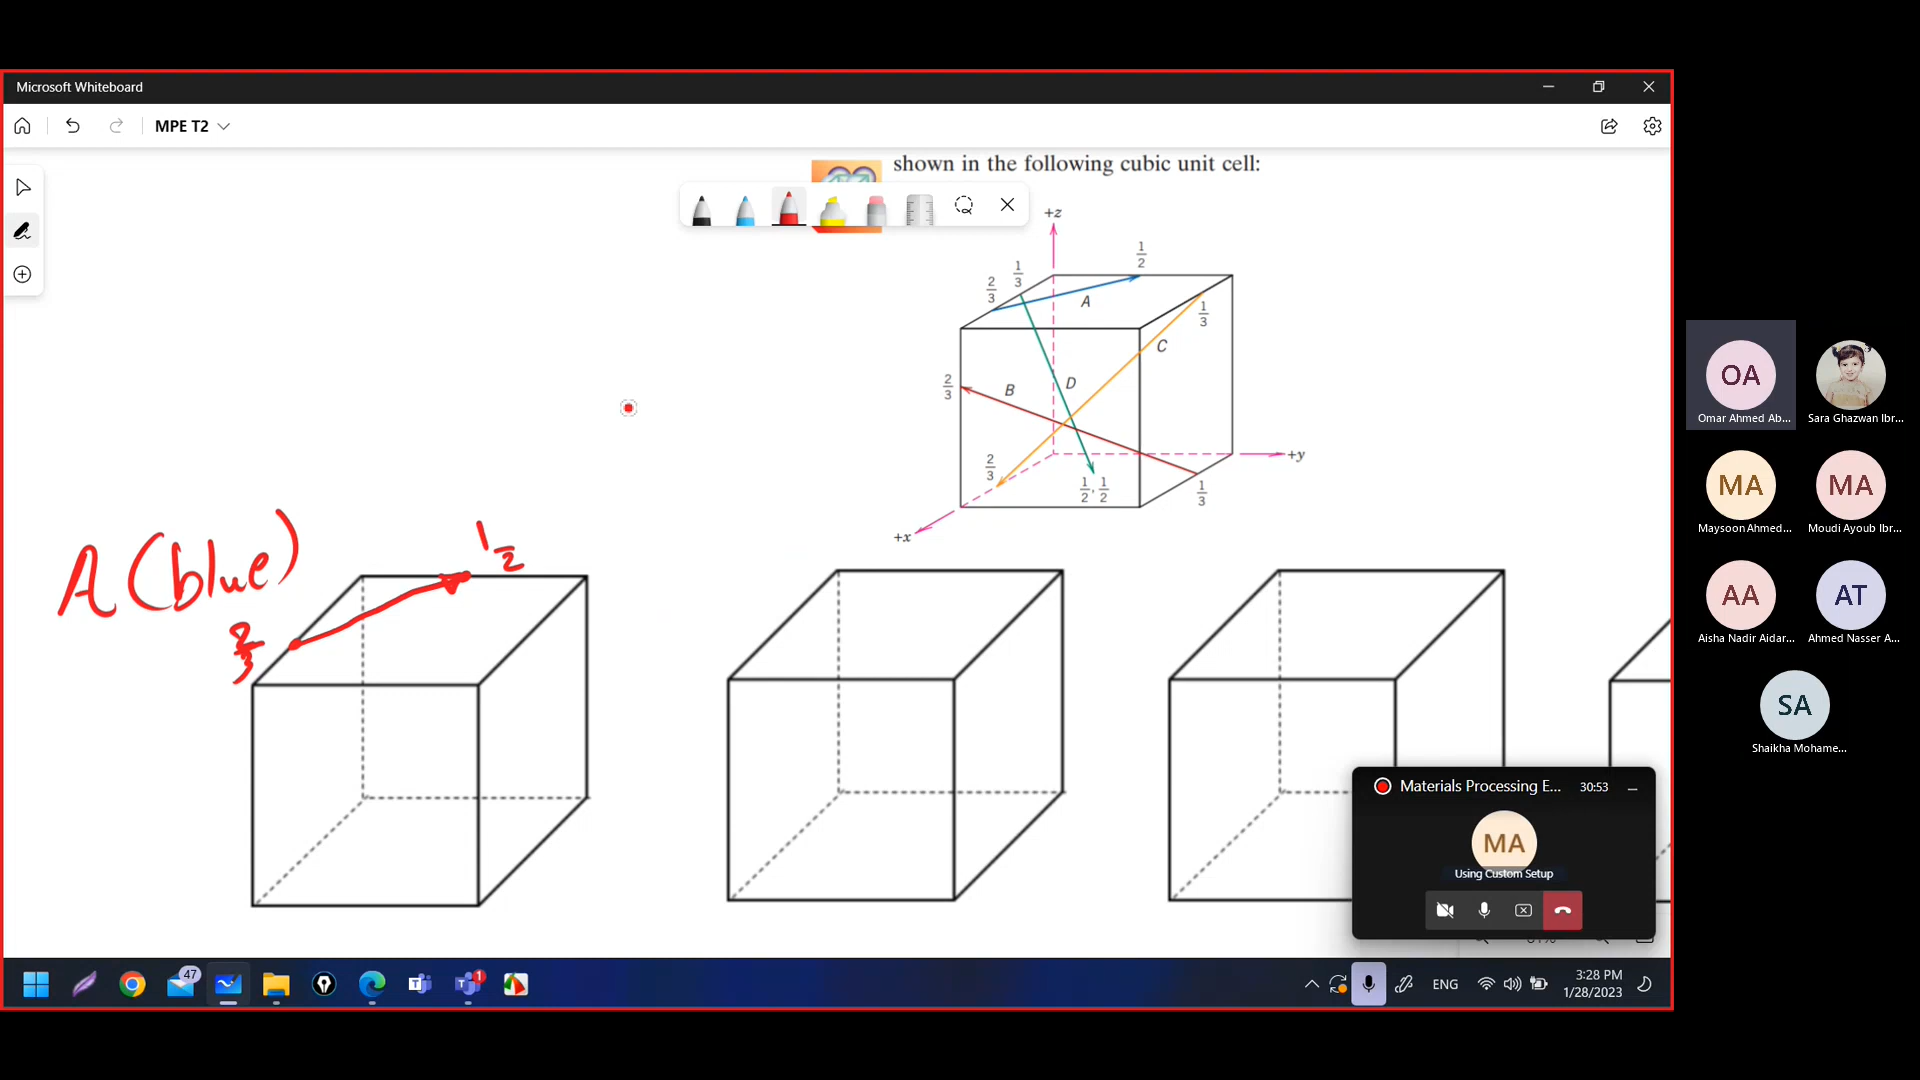 Microsoft Whiteboard
MPE T2
shown in the following cubic unit cell:
+z
1/2
1/3
2/3
A
1/3
C
2/3
B
D
2/3
1/2, 1/2
1/3
+y
+x
A (blue)
1/2
2/3
OA
Omar Ahmed Ab...
Sara Ghazwan Ibr...
MA
Maysoon Ahmed...
MA
Moudi Ayoub Ibr...
AA
Aisha Nadir Aidar...
AT
Ahmed Nasser A...
SA
Shaikha Mohame...
Materials Processing E...
30:53
MA
Using Custom Setup
47
1
ENG
3:28 PM
1/28/2023